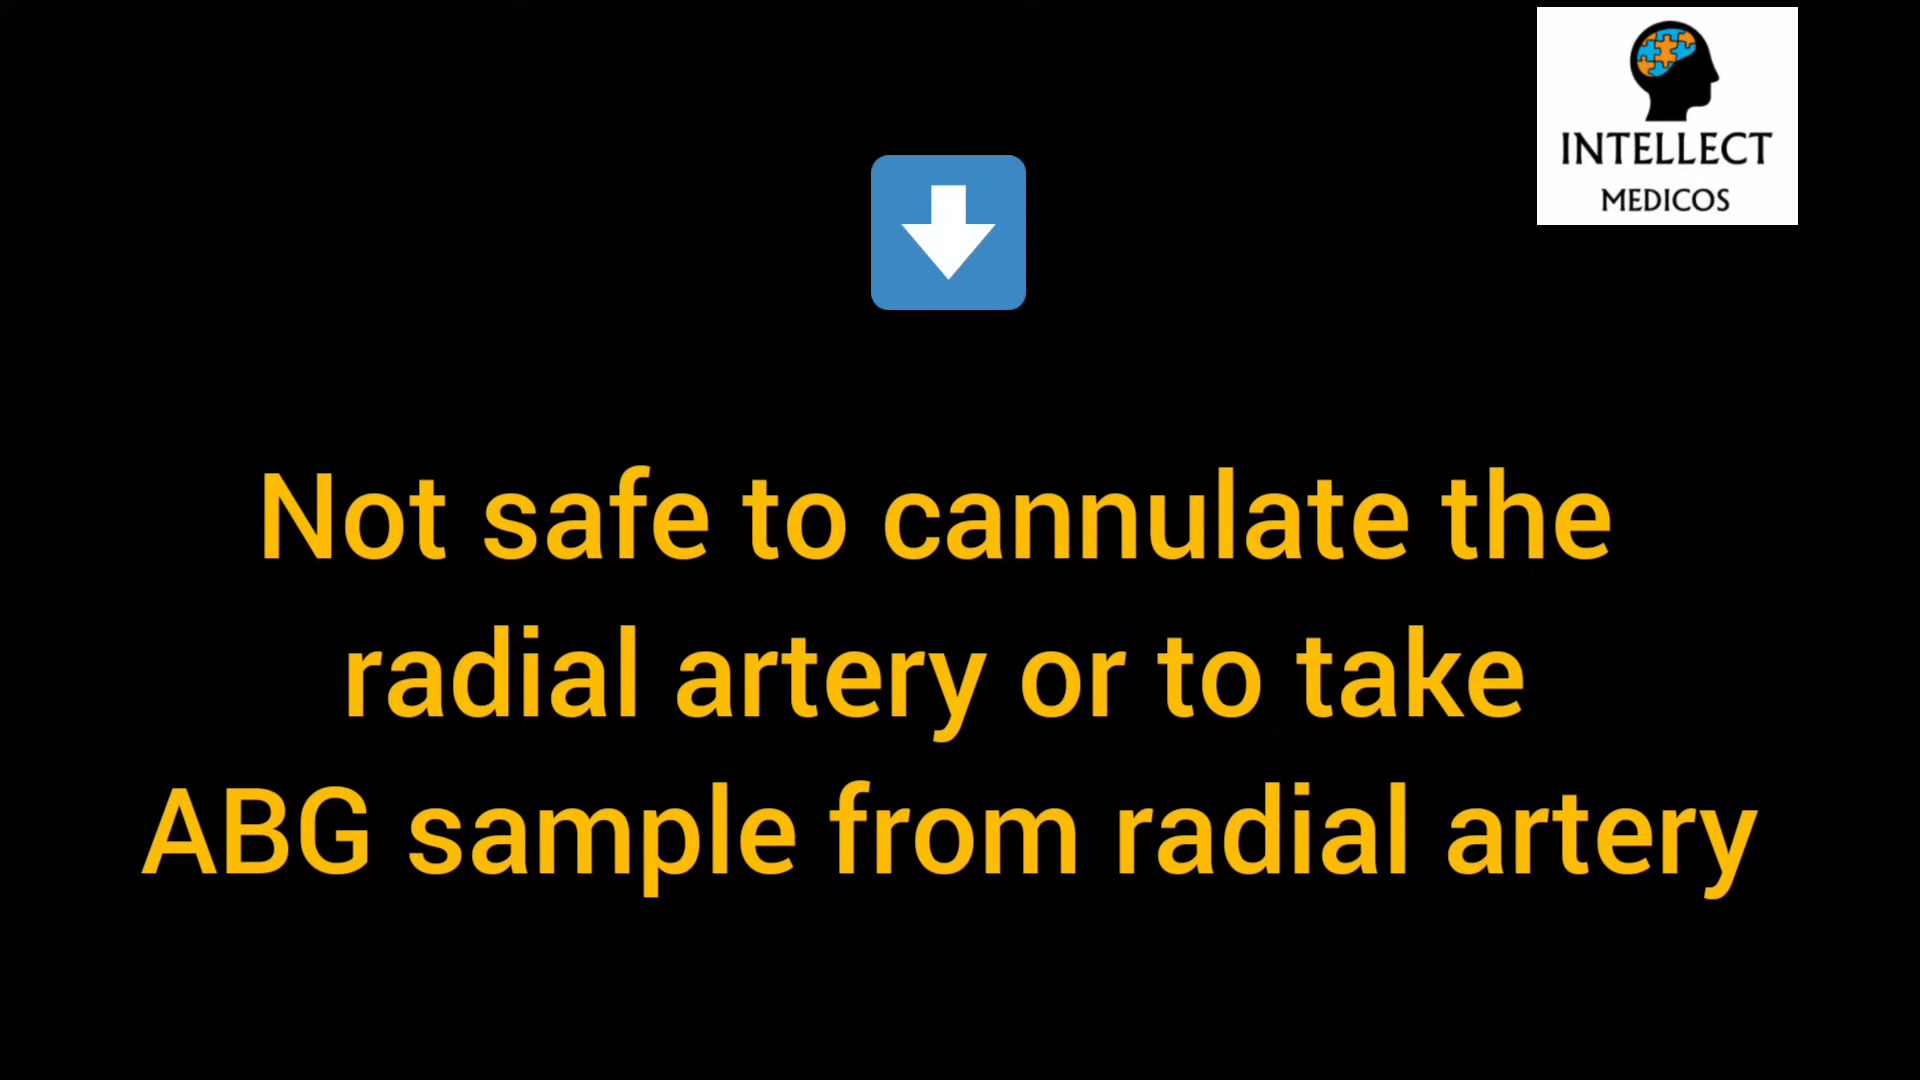 INTELLECT
MEDICOS
Not safe to cannulate the
radial artery or to take
ABG sample from radial artery